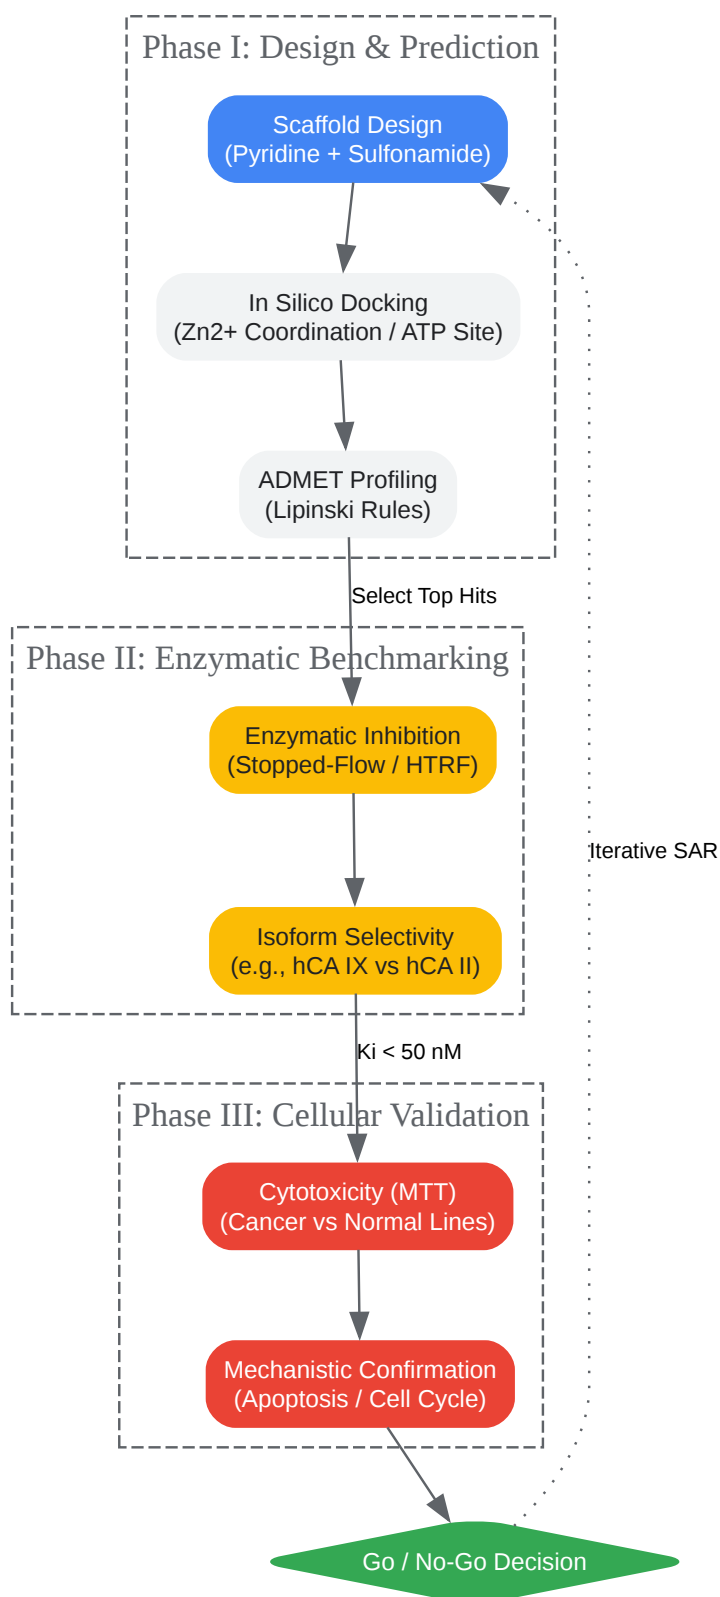 Phase I: Design & Prediction
Scaffold Design
(Pyridine + Sulfonamide)
In Silico Docking
(Zn2+ Coordination / ATP Site)
ADMET Profiling
(Lipinski Rules)
Select Top Hits
Phase II: Enzymatic Benchmarking
Enzymatic Inhibition
(Stopped-Flow / HTRF)
Iterative SAR
Isoform Selectivity
(e.g., hCA IX vs hCA II)
Ki < 50 nM
Phase III: Cellular Validation
Cytotoxicity (MTT)
(Cancer vs Normal Lines)
Mechanistic Confirmation
(Apoptosis / Cell Cycle)
Go / No-Go Decision